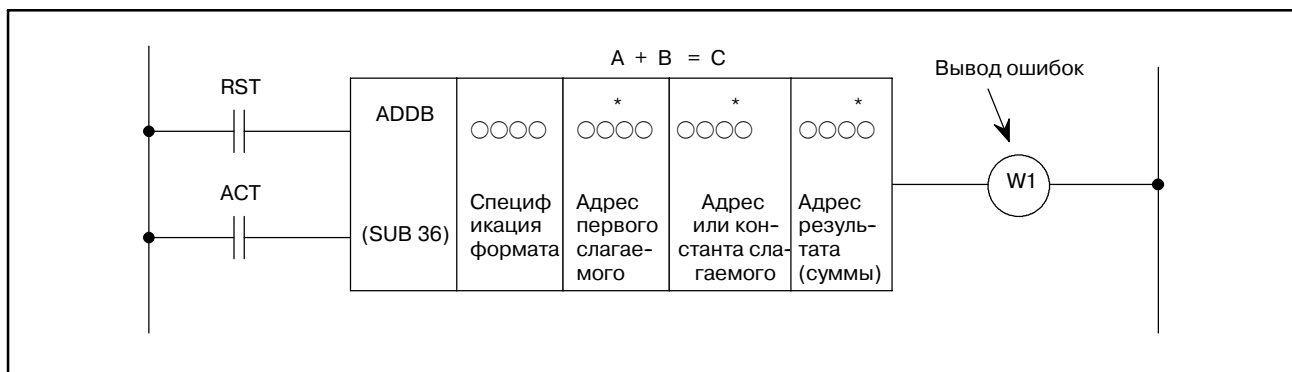 A + B = C
Вывод ошибок
RST
ADDB
*
*
*
○○○○
○○○○
○○○○
○○○○
W1
ACT
(SUB 36)
Специф
икация
формата
Адрес
первого
слагае-
мого
Адрес
или кон-
станта сла-
гаемого
Адрес
резуль-
тата
(суммы)